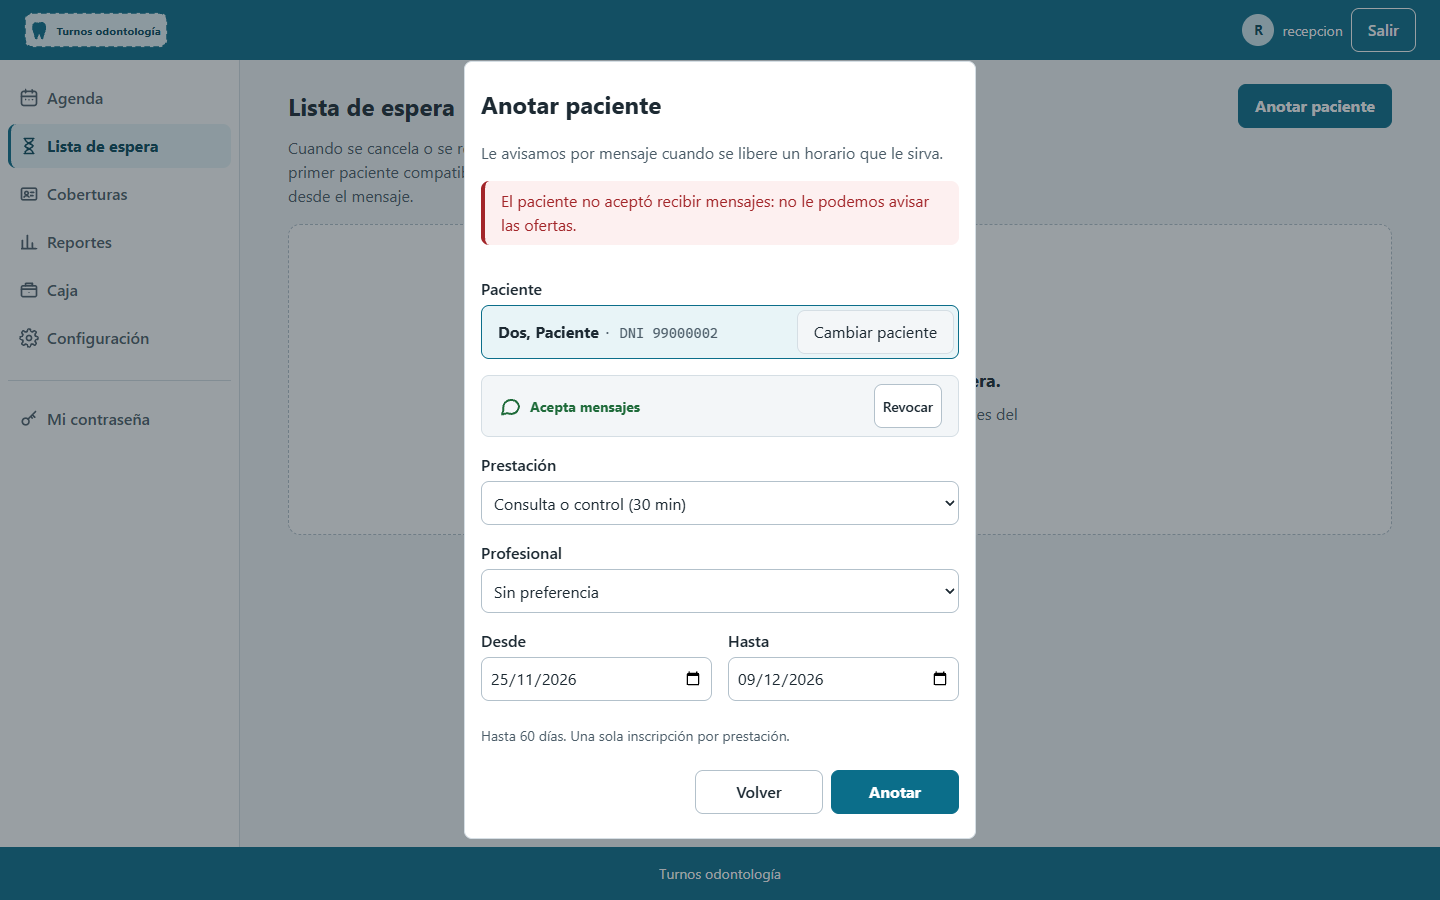 Turnos odontología
R
recepcion
Salir
Agenda
Lista de espera
Coberturas
Reportes
Caja
Configuración
Mi contraseña
Lista de espera
Anotar paciente
Cuando se cancela o se r
primer paciente compatib
desde el mensaje.
era.
es del
Anotar paciente
Le avisamos por mensaje cuando se libere un horario que le sirva.
El paciente no aceptó recibir mensajes: no le podemos avisar
las ofertas.
Paciente
Dos, Paciente · DNI 99000002
Cambiar paciente
Acepta mensajes
Revocar
Prestación
Consulta o control (30 min)
Profesional
Sin preferencia
Desde
Hasta
25/11/2026
09/12/2026
Hasta 60 días. Una sola inscripción por prestación.
Volver
Anotar
Turnos odontología